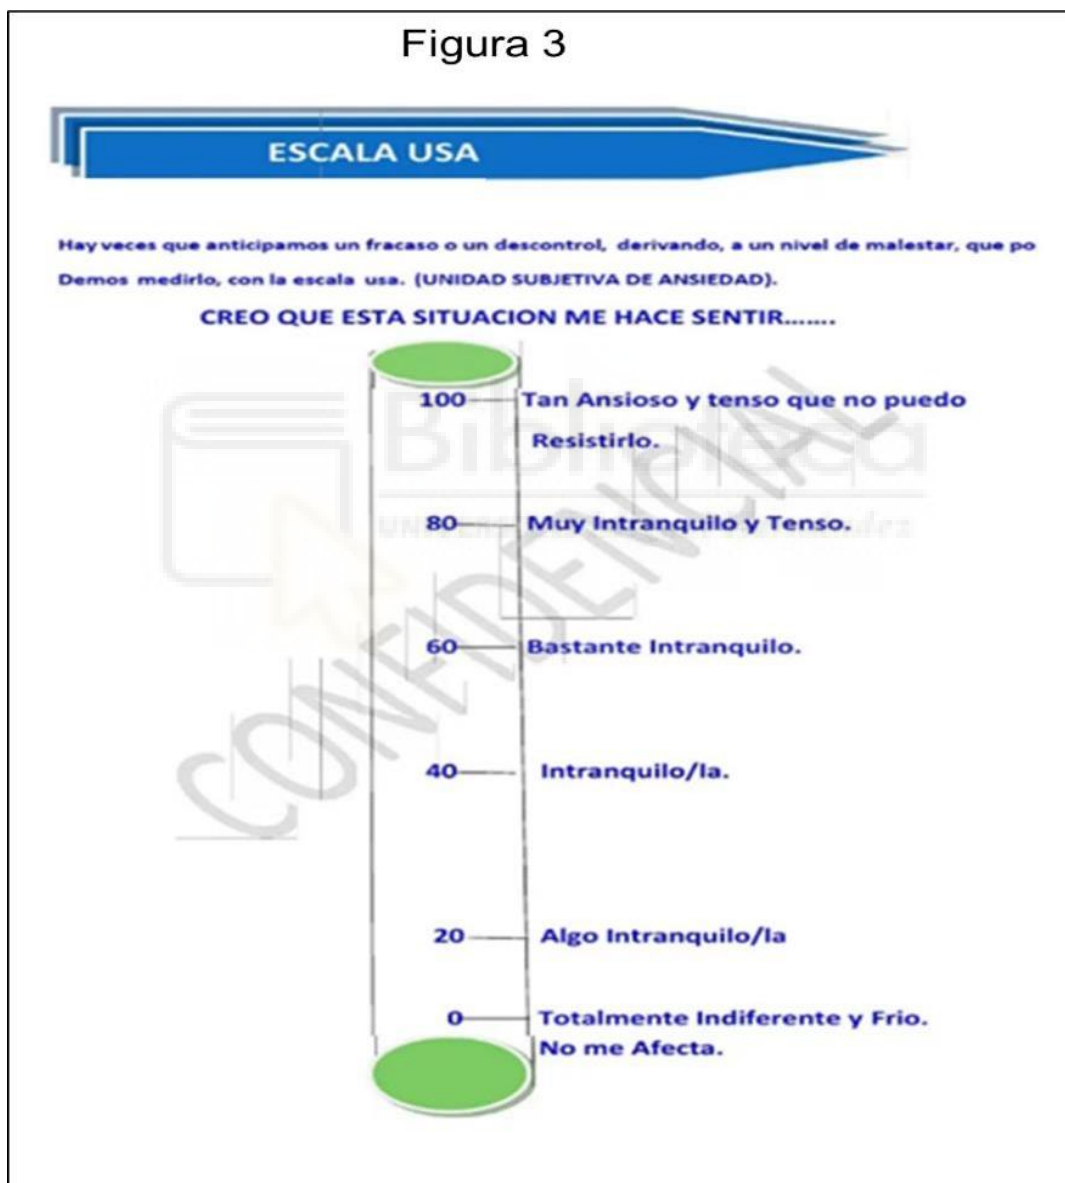 Figura 3
ESCALA USA
Hay veces que anticipamos un fracaso o un descontrol, derivando, a un nivel de malestar, que po
Demos medirlo, con la escala usa. (UNIDAD SUBJETIVA DE ANSIEDAD).
CREO QUE ESTA SITUACION ME HACE SENTIR.......
100 Tan Ansioso y tenso que no puedo
Resistirlo.
Biblioteca
80 Muy Intranquilo y Tenso.
60 Bastante Intranquilo.
CONFIDENCIAL
40 Intranquilo/la.
20 Algo Intranquilo/la
0 Totalmente Indiferente y Frio.
No me Afecta.